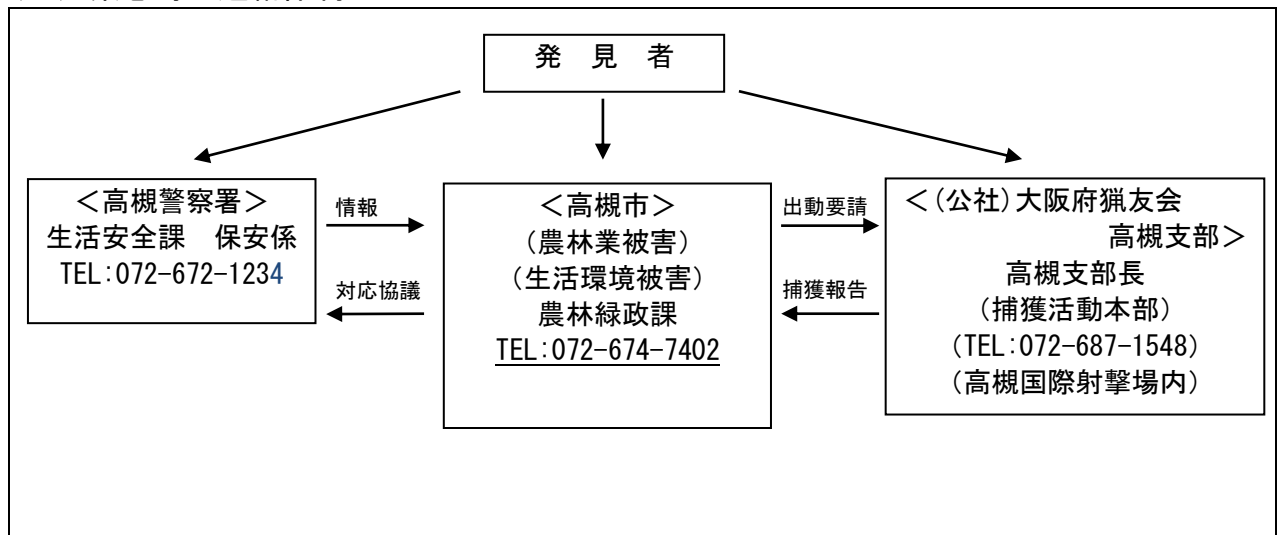 発 見 者
＜高槻警察署＞
生活安全課 保安係
TEL:072-672-1234
情報
対応協議
＜高槻市＞
（農林業被害）
（生活環境被害）
農林緑政課
TEL:072-674-7402
出動要請
捕獲報告
＜(公社)大阪府猟友会
高槻支部＞
高槻支部長
（捕獲活動本部）
（TEL:072-687-1548）
（高槻国際射撃場内）